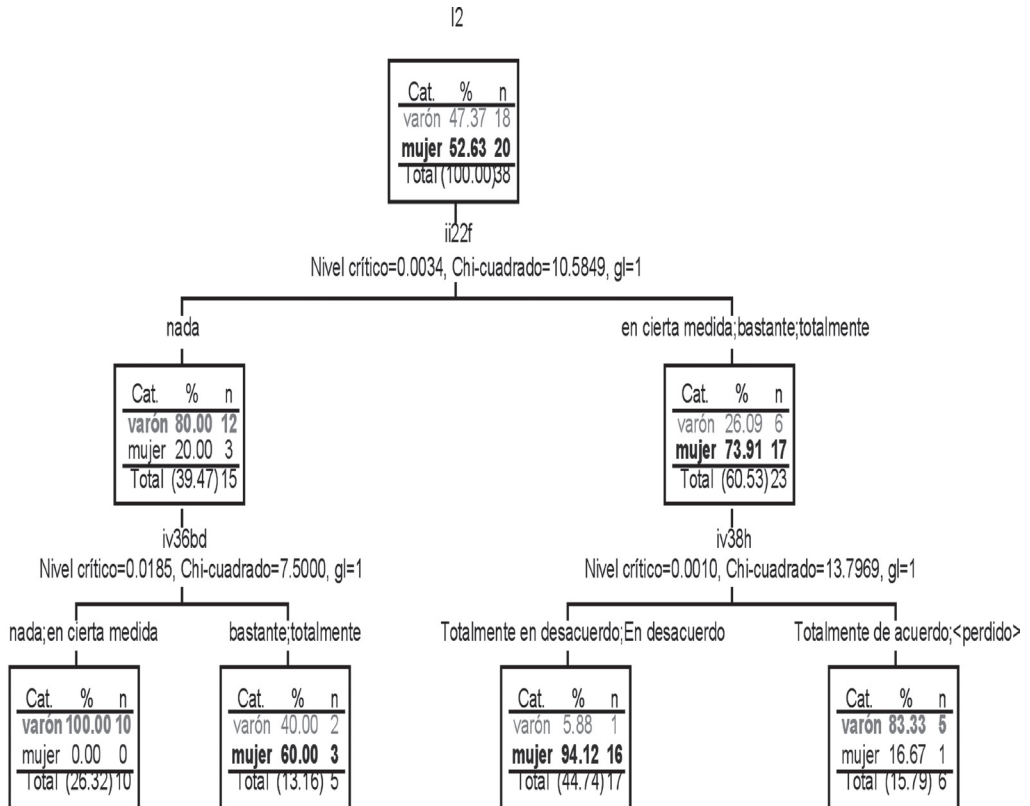 I2
Cat. % n
varón 47.37 18
mujer 52.63 20
Total (100.00)38
ii22f
Nivel crítico=0.0034, Chi-cuadrado=10.5849, gl=1
nada
en cierta medida;bastante;totalmente
Cat. % n
varón 80.00 12
mujer 20.00 3
Total (39.47)15
Cat. % n
varón 26.09 6
mujer 73.91 17
Total (60.53)23
iv36bd
Nivel crítico=0.0185, Chi-cuadrado=7.5000, gl=1
iv38h
Nivel crítico=0.0010, Chi-cuadrado=13.7969, gl=1
nada;en cierta medida
bastante;totalmente
Totalmente en desacuerdo;En desacuerdo
Totalmente de acuerdo;<perdido>
Cat. % n
varón 100.00 10
mujer 0.00 0
Total (26.32)10
Cat. % n
varón 40.00 2
mujer 60.00 3
Total (13.16) 5
Cat. % n
varón 5.88 1
mujer 94.12 16
Total (44.74)17
Cat. % n
varón 83.33 5
mujer 16.67 1
Total (15.79) 6